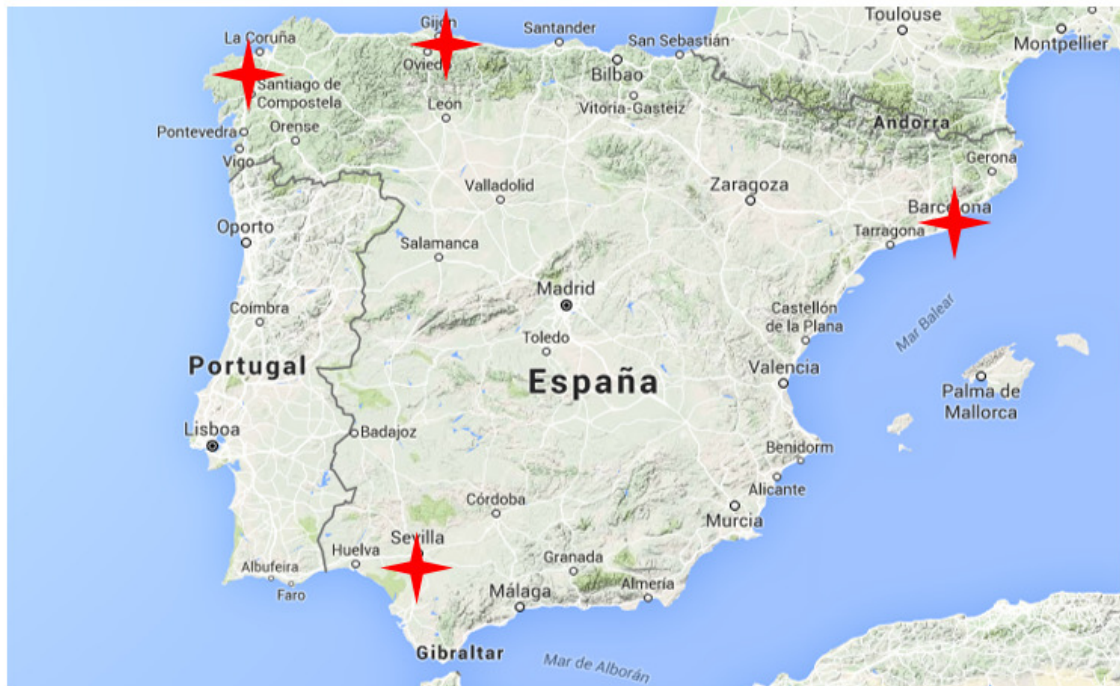 Toulouse
Gijón
Santander
La Coruña
San Sebastián
Montpellier
Oviedo
Bilbao
Santiago de
Compostela
León
Vitoria-Gasteiz
Andorra
Pontevedra
Orense
Vigo
Gerona
Valladolid
Zaragoza
Barcelona
Oporto
Tarragona
Salamanca
Madrid
Coímbra
Castellón
de la Plana
Mar Balear
Toledo
Portugal
España
Valencia
Palma de
Mallorca
Lisboa
Badajoz
Benidorm
Alicante
Córdoba
Murcia
Sevilla
Huelva
Granada
Albufeira
Almería
Faro
Málaga
Gibraltar
Mar de Alborán